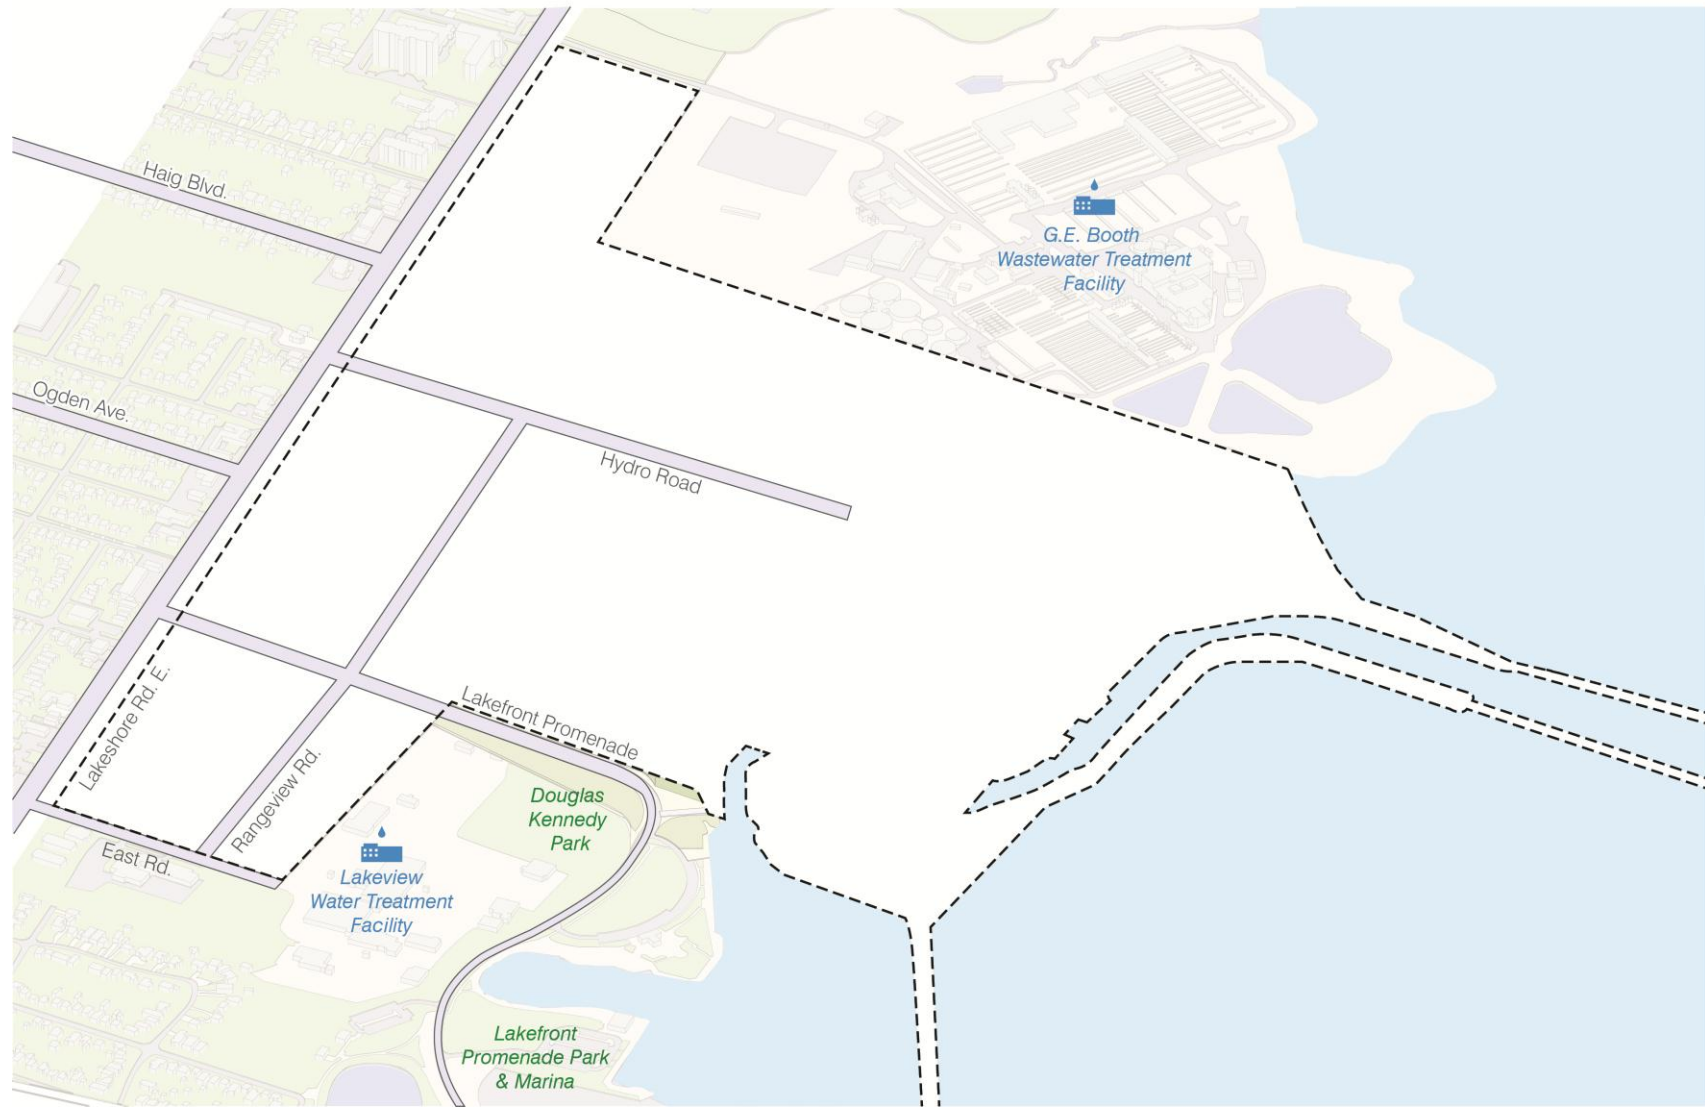 Haig Blvd.
G.E. Booth
Wastewater Treatment
Facility
Ogden Ave.
Hydro Road
Lakeshore Rd. E.
Lakefront Promenade
Rangeview Rd.
East Rd.
Douglas
Kennedy
Park
Lakeview
Water Treatment
Facility
Lakefront
Promenade Park
& Marina